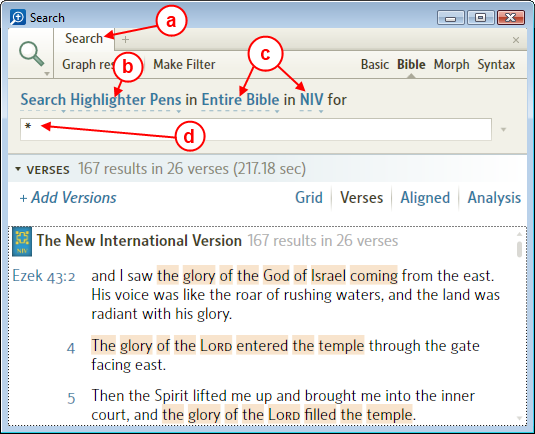 Search
a
Search +
Graph res
Make Filter
Basic Bible Morph Syntax
b
c
Search Highlighter Pens in Entire Bible in NIV for
*
d
VERSES 167 results in 26 verses (217.18 sec)
+ Add Versions
Grid Verses Aligned Analysis
NIV
The New International Version 167 results in 26 verses
Ezek 43:2 and I saw the glory of the God of Israel coming from the east.
His voice was like the roar of rushing waters, and the land was
radiant with his glory.
4 The glory of the LORD entered the temple through the gate
facing east.
5 Then the Spirit lifted me up and brought me into the inner
court, and the glory of the LORD filled the temple.